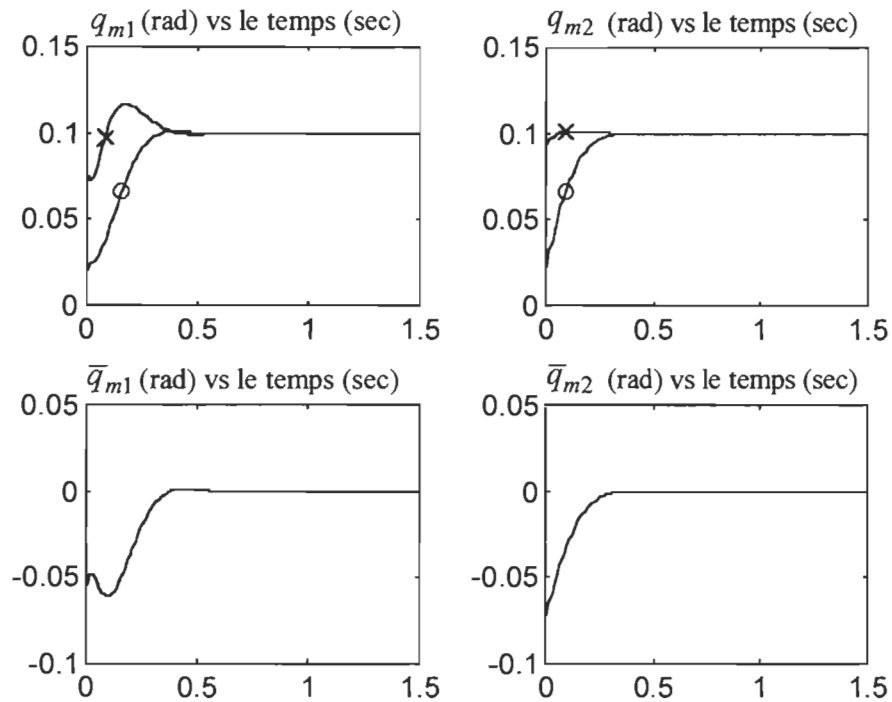 q_m1 (rad) vs le temps (sec)
q_m2 (rad) vs le temps (sec)
0.15
0.1
0.05
0
0 0.5 1 1.5
0.15
0.1
0.05
0
0 0.5 1 1.5
q̅_m1 (rad) vs le temps (sec)
q̅_m2 (rad) vs le temps (sec)
0.05
0
-0.05
-0.1
0 0.5 1 1.5
0.05
0
-0.05
-0.1
0 0.5 1 1.5